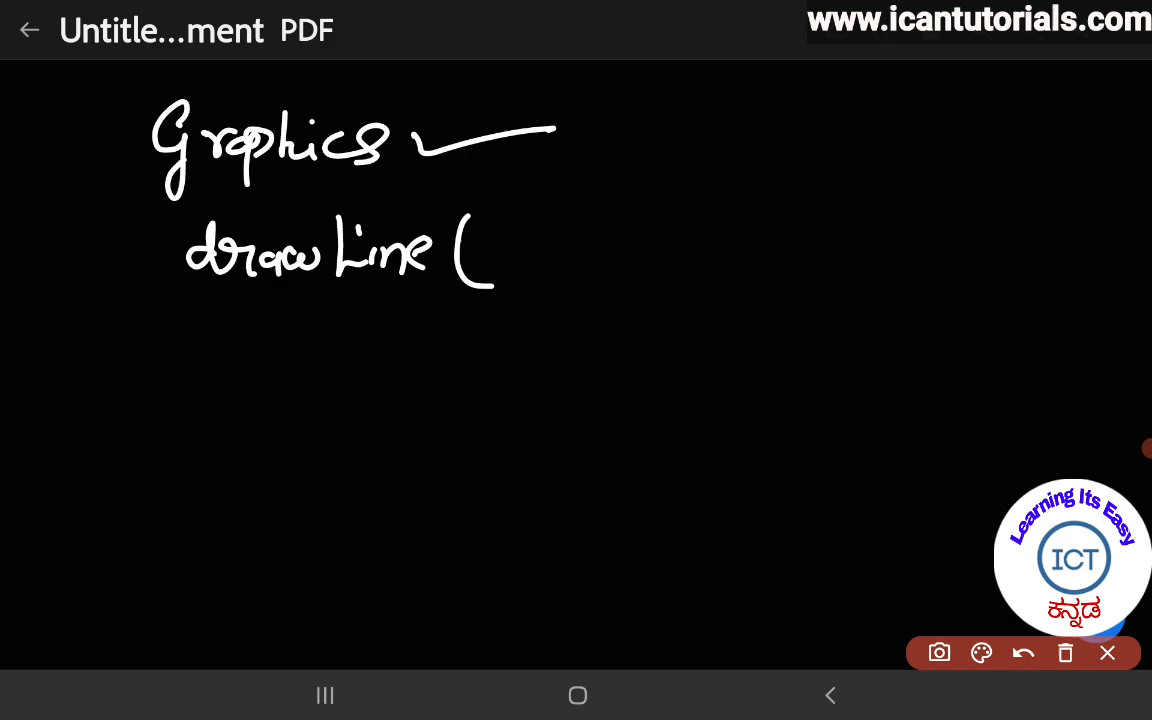 Untitle...ment PDF
www.icantutorials.com
Graphics
drawLine (
Learning Its Easy
ICT
ಕನ್ನಡ